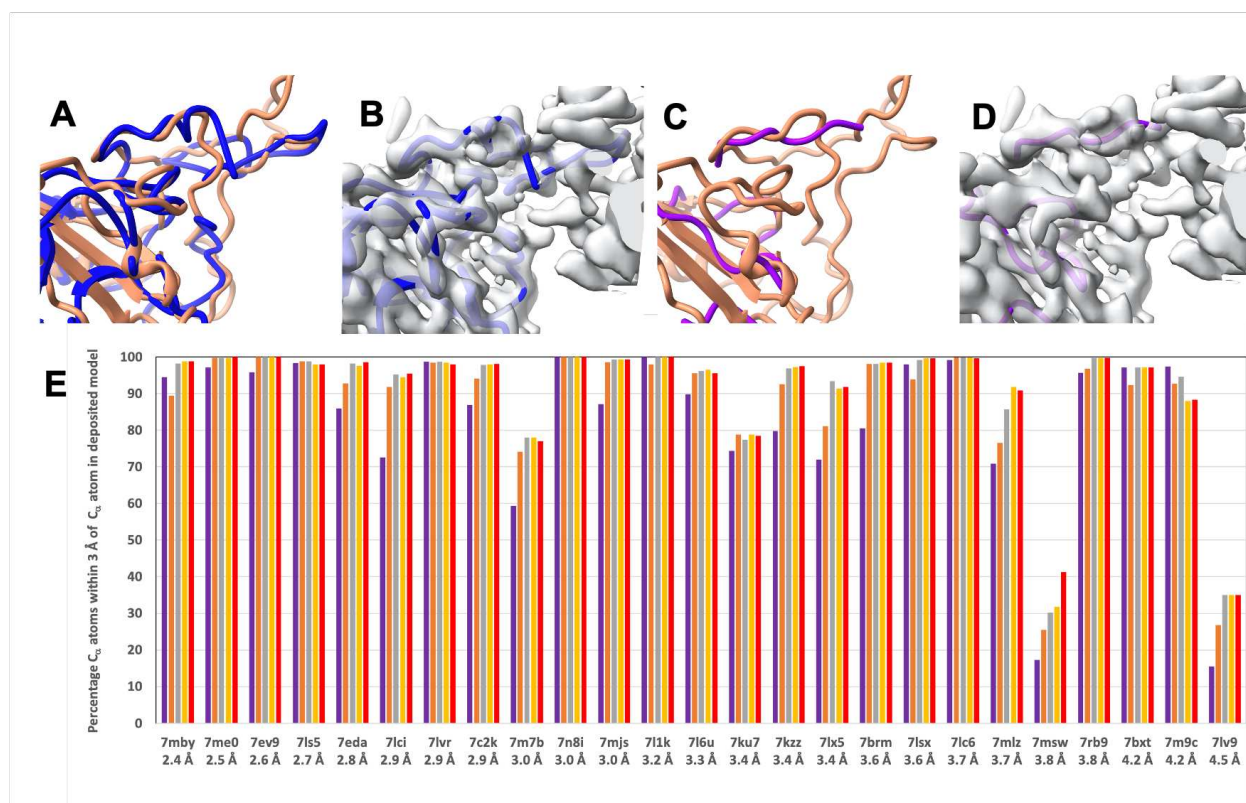 A
B
C
D
E
Percentage Cα atoms within 3 Å of Cα atom in deposited model
100
90
80
70
60
50
40
30
20
10
0
7mby 7me0 7ev9 7ls5 7eda 7lci 7lvr 7c2k 7m7b 7n8i 7mjs 7l1k 7l6u 7ku7 7kzz 7lx5 7brm 7lsx 7lc6 7mlz 7msw 7rb9 7bxt 7m9c 7lv9
2.4 Å 2.5 Å 2.6 Å 2.7 Å 2.8 Å 2.9 Å 2.9 Å 2.9 Å 3.0 Å 3.0 Å 3.0 Å 3.2 Å 3.3 Å 3.4 Å 3.4 Å 3.4 Å 3.6 Å 3.6 Å 3.7 Å 3.7 Å 3.8 Å 3.8 Å 4.2 Å 4.2 Å 4.5 Å